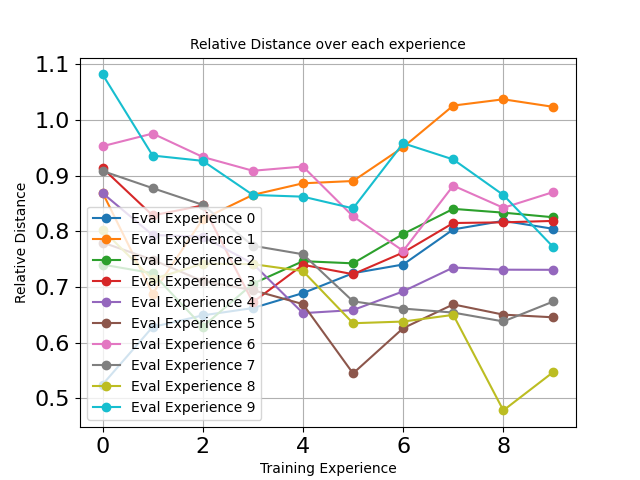 Relative Distance over each experience
Relative Distance
1.1
1.0
0.9
0.8
0.7
0.6
0.5
Eval Experience 0
Eval Experience 1
Eval Experience 2
Eval Experience 3
Eval Experience 4
Eval Experience 5
Eval Experience 6
Eval Experience 7
Eval Experience 8
Eval Experience 9
0 2 4 6 8
Training Experience